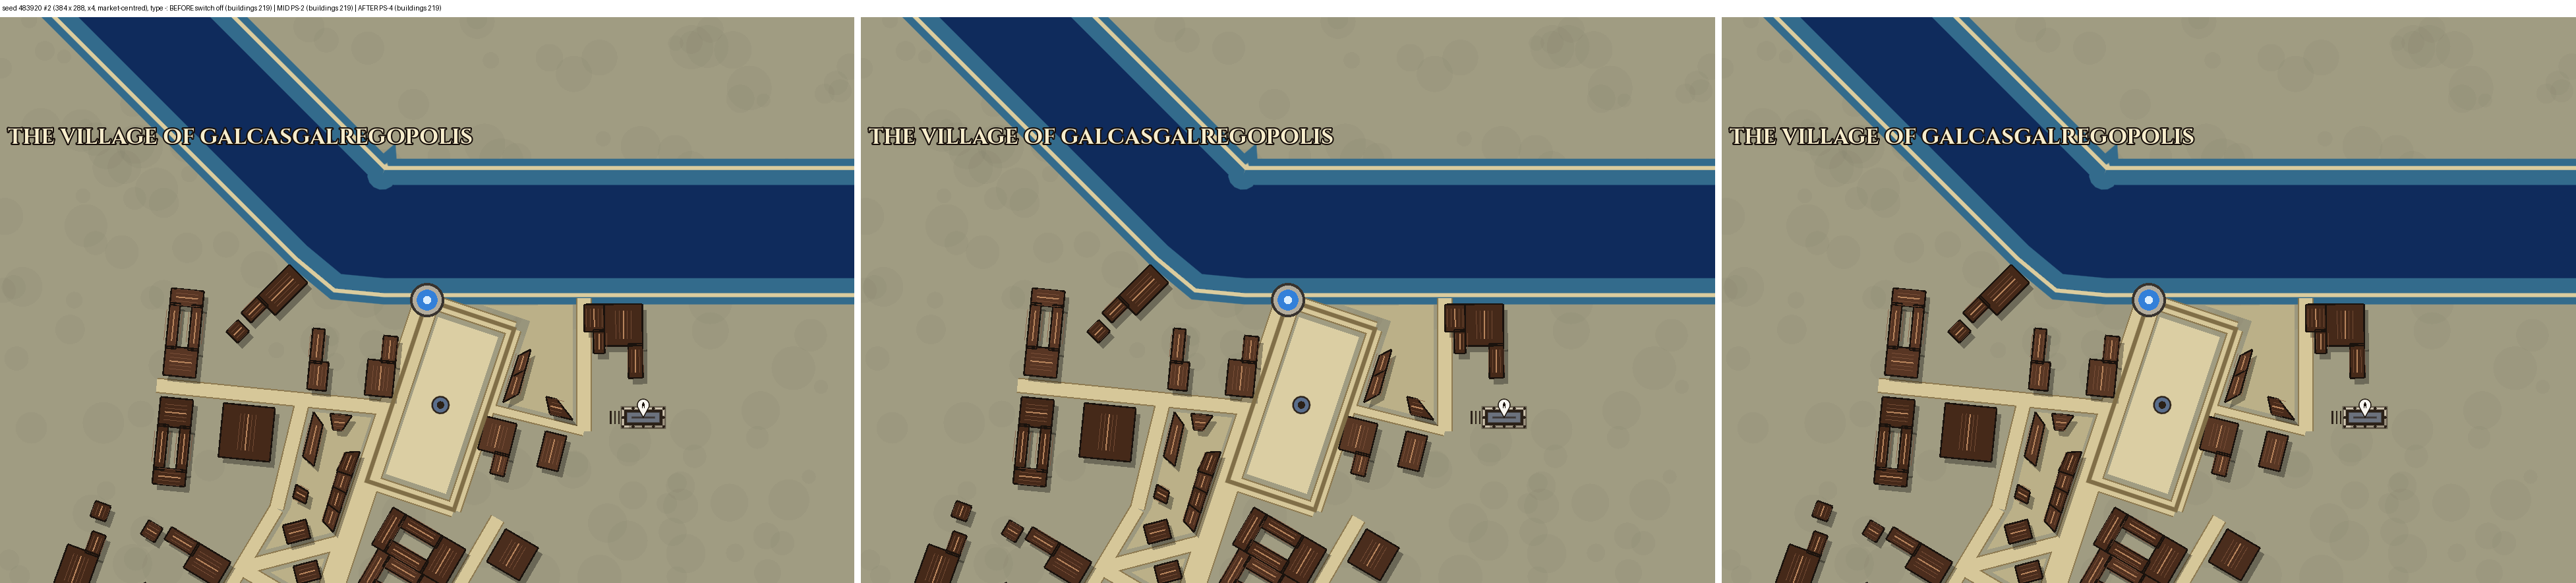 seed 483920 #2 (384 x 288, x4, market-centred), type -: BEFORE switch off (buildings 219) | MID PS-2 (buildings 219) | AFTER PS-4 (buildings 219)
THE VILLAGE OF GALCASGALREGOPOLIS
THE VILLAGE OF GALCASGALREGOPOLIS
THE VILLAGE OF GALCASGALREGOPOLIS